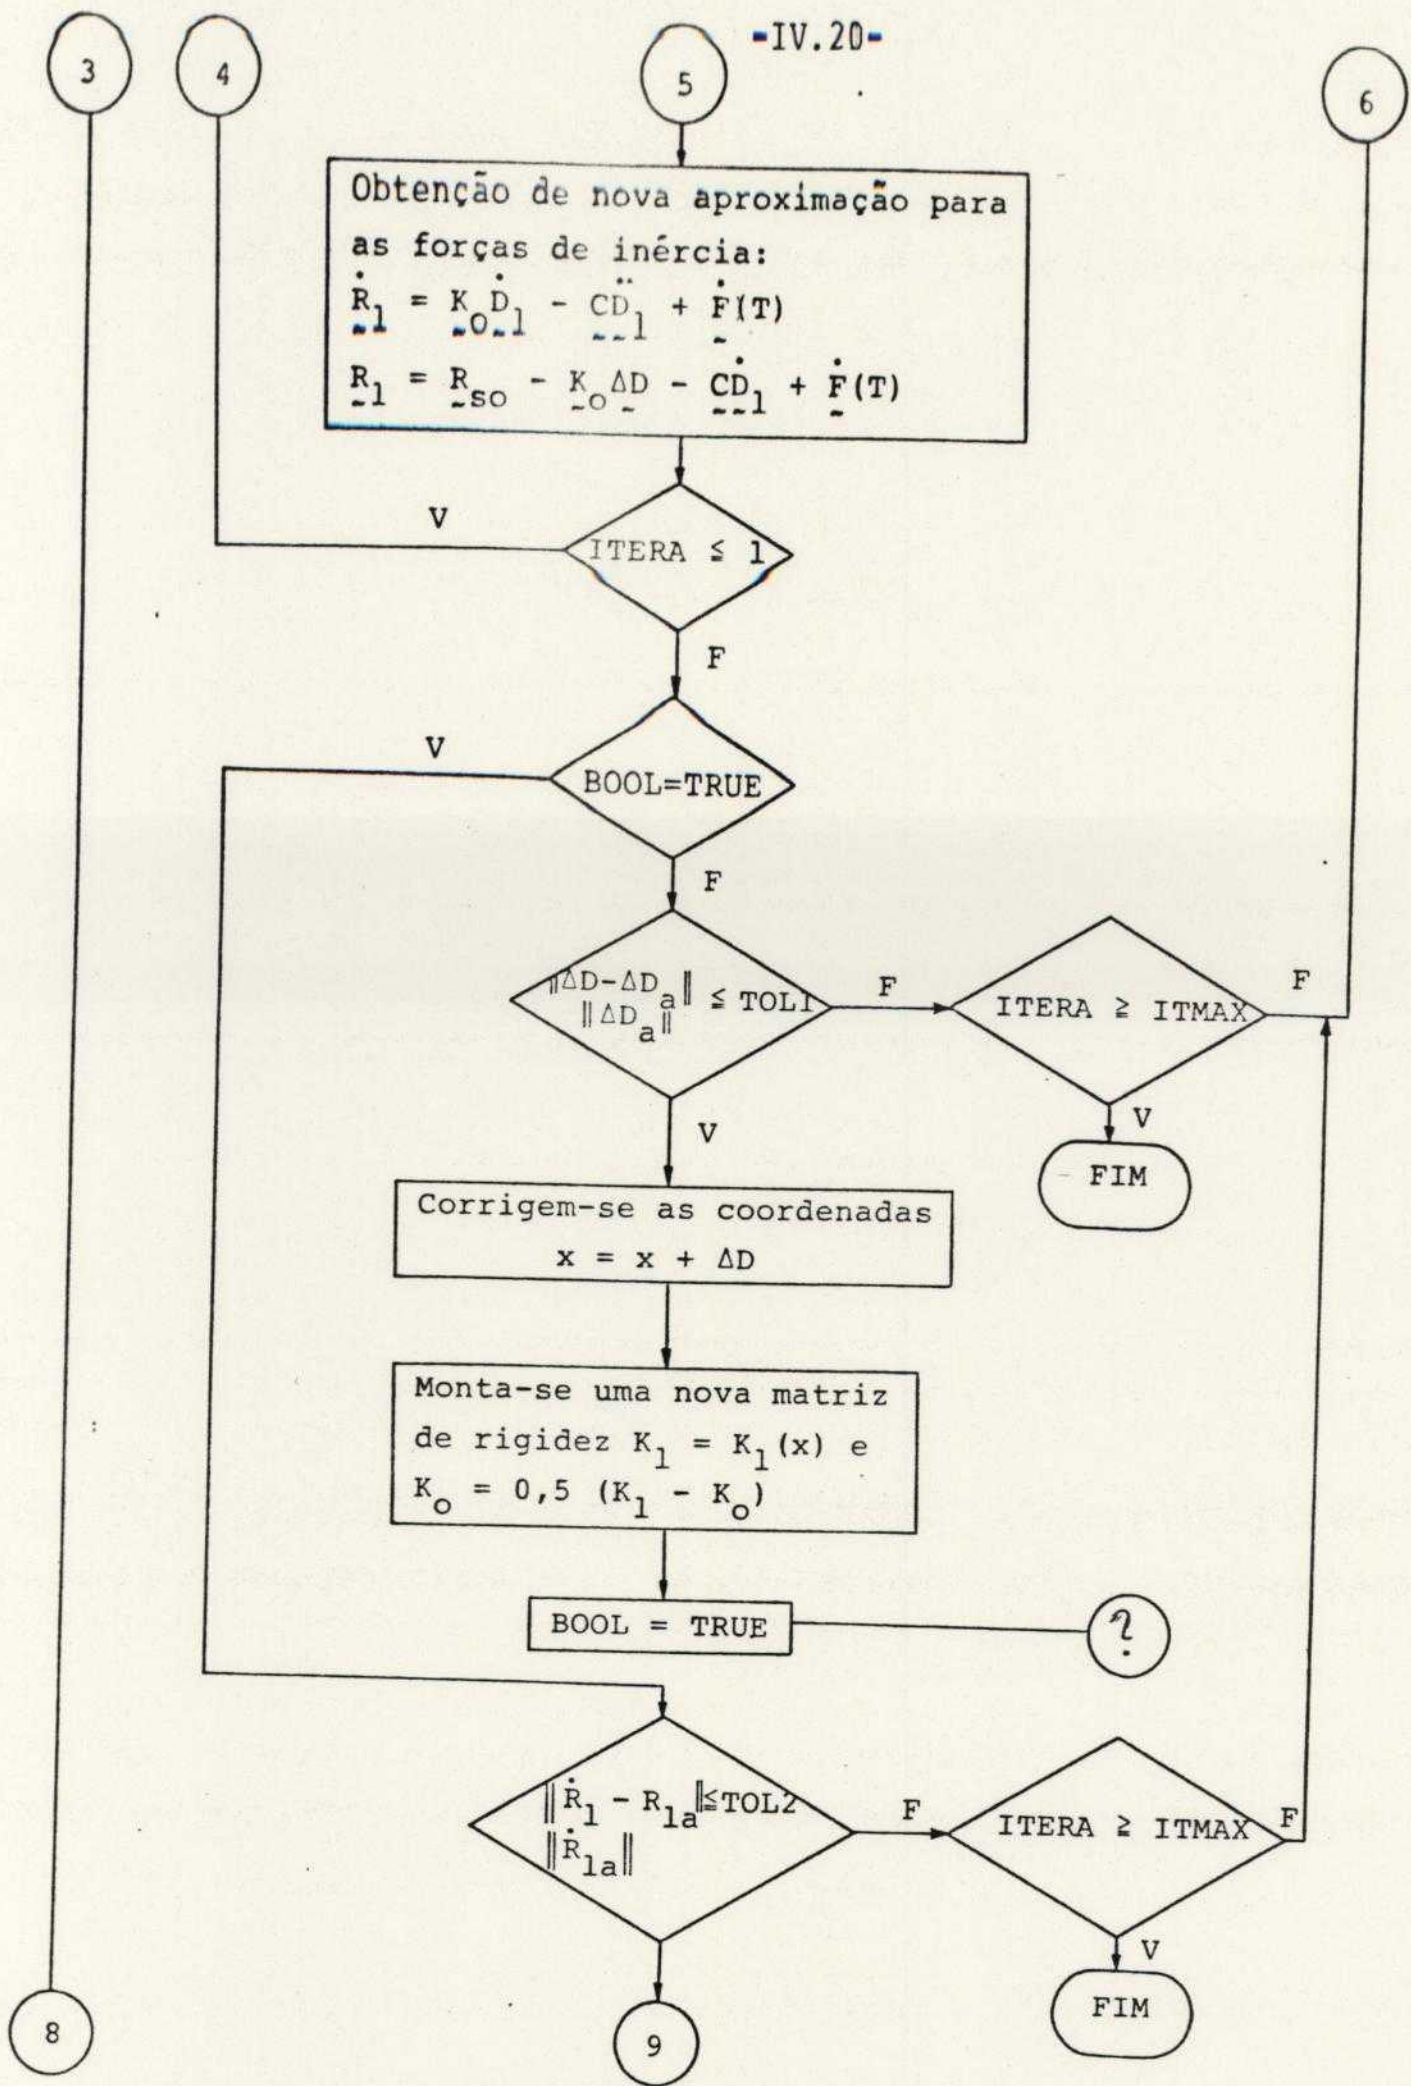 -IV.20-
3
4
5
6
Obtenção de nova aproximação para
as forças de inércia:
Ṙ₁ = K₀Ḋ₁ - CD̈₁ + Ḟ(T)
R₁ = Rₛₒ - K₀ΔD - CḊ₁ + Ḟ(T)
V
ITERA ≦ 1
F
V
BOOL=TRUE
F
‖ΔD-ΔDₐ‖ ≦ TOL1
‖ΔDₐ‖
F
ITERA ≧ ITMAX
F
V
V
FIM
Corrigem-se as coordenadas
x = x + ΔD
Monta-se uma nova matriz
de rigidez K₁ = K₁(x) e
K₀ = 0,5 (K₁ - K₀)
BOOL = TRUE
?
‖Ṙ₁ - R₁ₐ‖≦TOL2
‖Ṙ₁ₐ‖
F
ITERA ≧ ITMAX
F
V
FIM
8
9